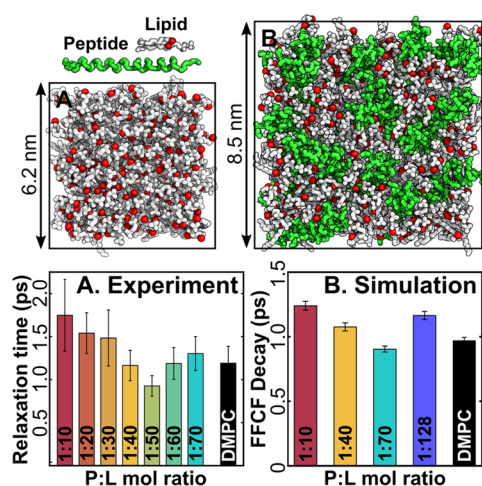 Lipid
Peptide
A
6.2 nm
B
8.5 nm
A. Experiment
Relaxation time (ps)
2.0
1.5
1.0
0.5
1:10
1:20
1:30
1:40
1:50
1:60
1:70
DMPC
P:L mol ratio
B. Simulation
FFCF Decay (ps)
1.5
1.0
0.5
0
1:10
1:40
1:70
1:128
DMPC
P:L mol ratio